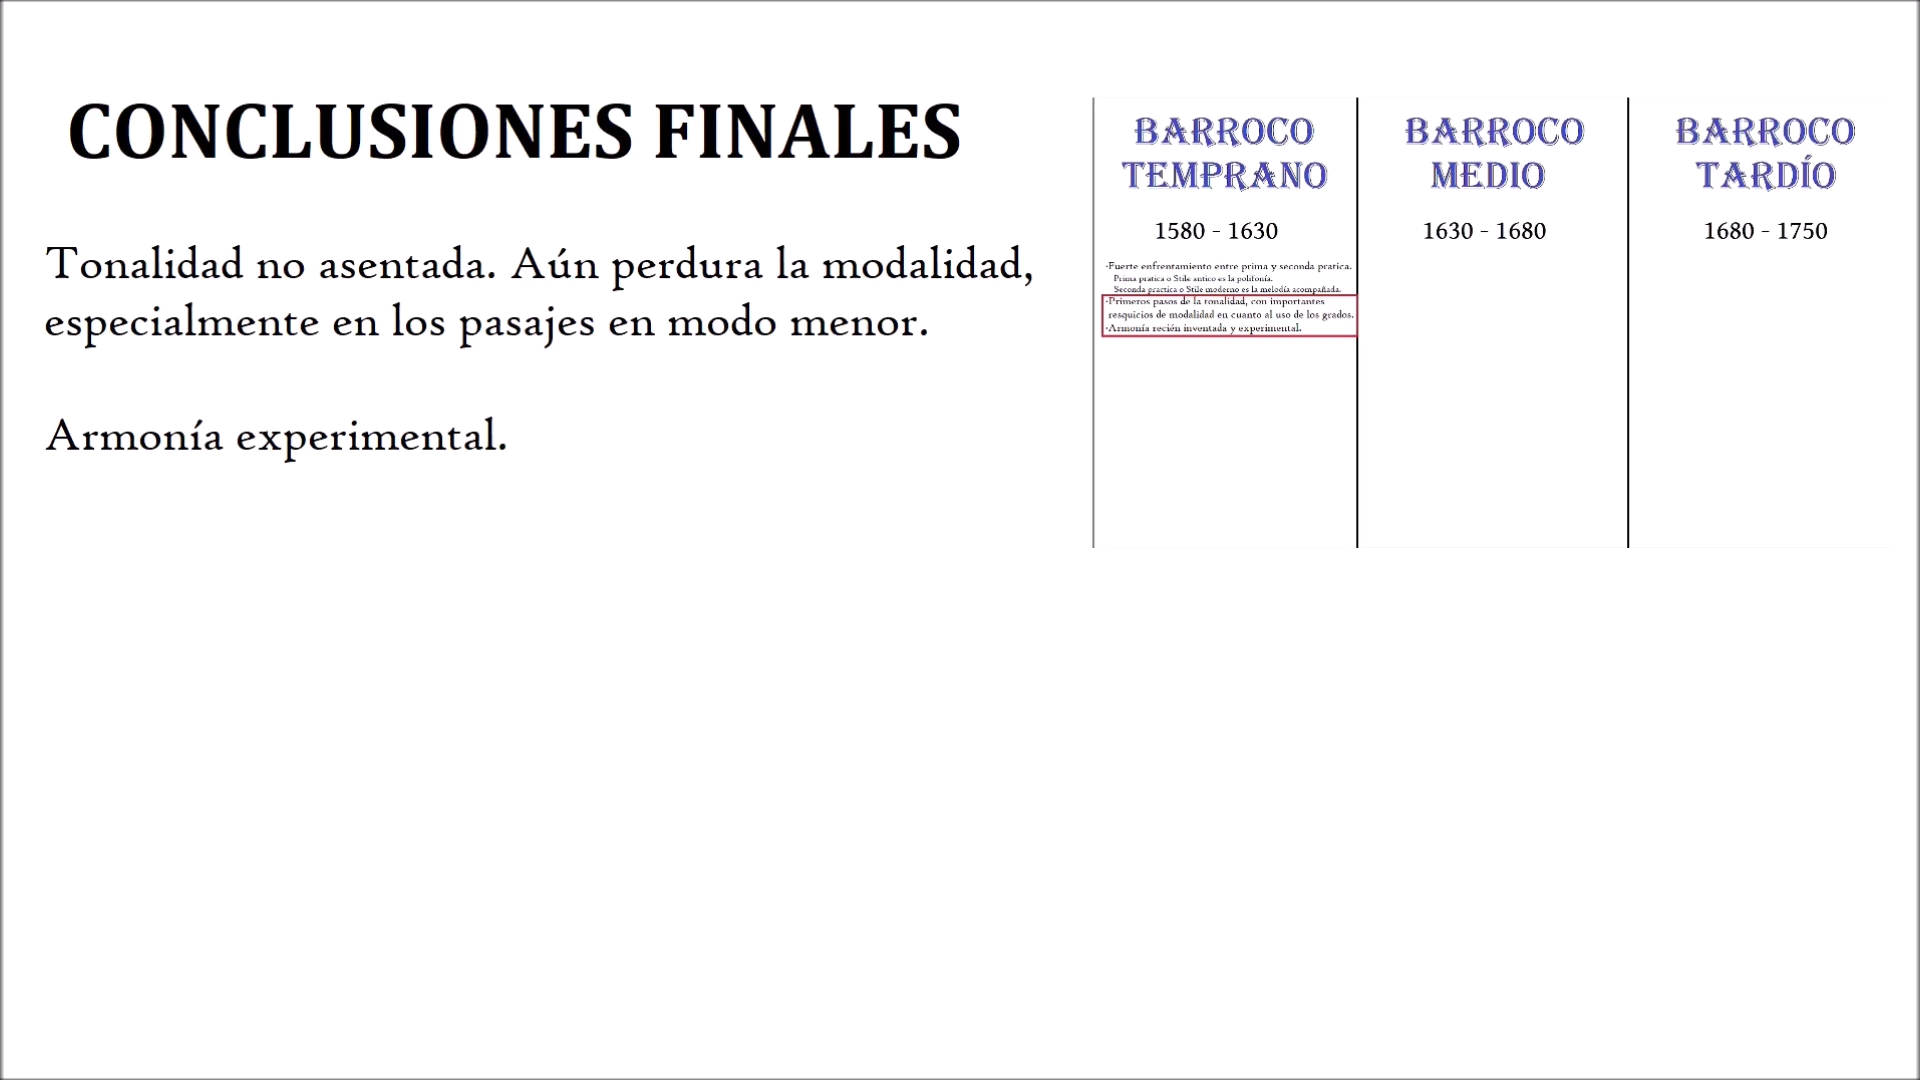 CONCLUSIONES FINALES
Tonalidad no asentada. Aún perdura la modalidad,
especialmente en los pasajes en modo menor.
Armonía experimental.
BARROCO
TEMPRANO
1580 - 1630
-Fuerte enfrentamiento entre prima y seconda pratica.
Prima pratica o Stile antico es la polifonía.
Seconda practica o Stile moderno es la melodía acompañada.
-Primeros pasos de la tonalidad, con importantes
resquicios de modalidad en cuanto al uso de los grados.
-Armonía recién inventada y experimental.
BARROCO
MEDIO
1630 - 1680
BARROCO
TARDÍO
1680 - 1750